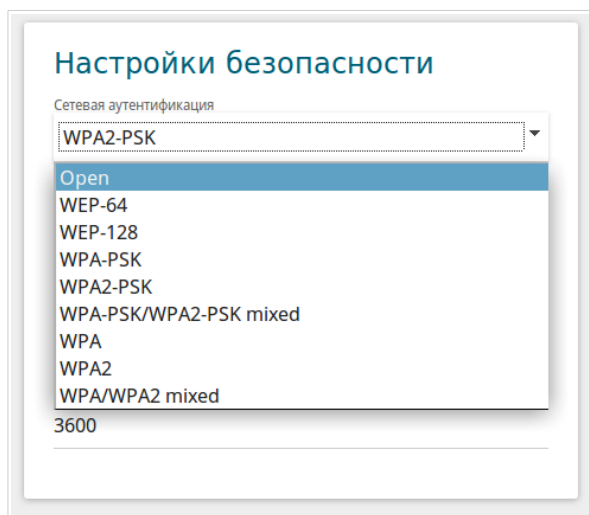 Настройки безопасности
Сетевая аутентификация
WPA2-PSK
Open
WEP-64
WEP-128
WPA-PSK
WPA2-PSK
WPA-PSK/WPA2-PSK mixed
WPA
WPA2
WPA/WPA2 mixed
3600